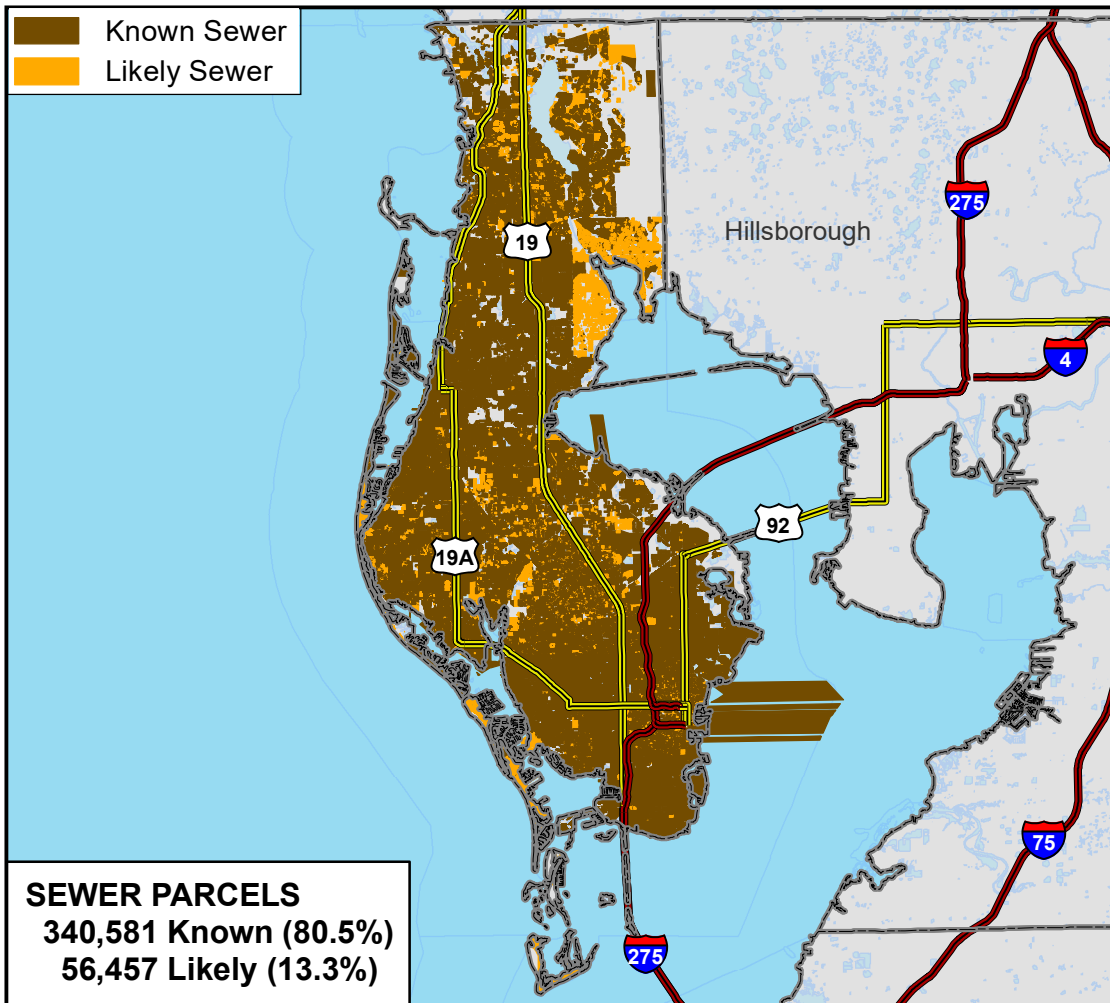 Known Sewer
Likely Sewer
275
19
Hillsborough
4
92
19A
75
SEWER PARCELS
340,581 Known (80.5%)
56,457 Likely (13.3%)
275